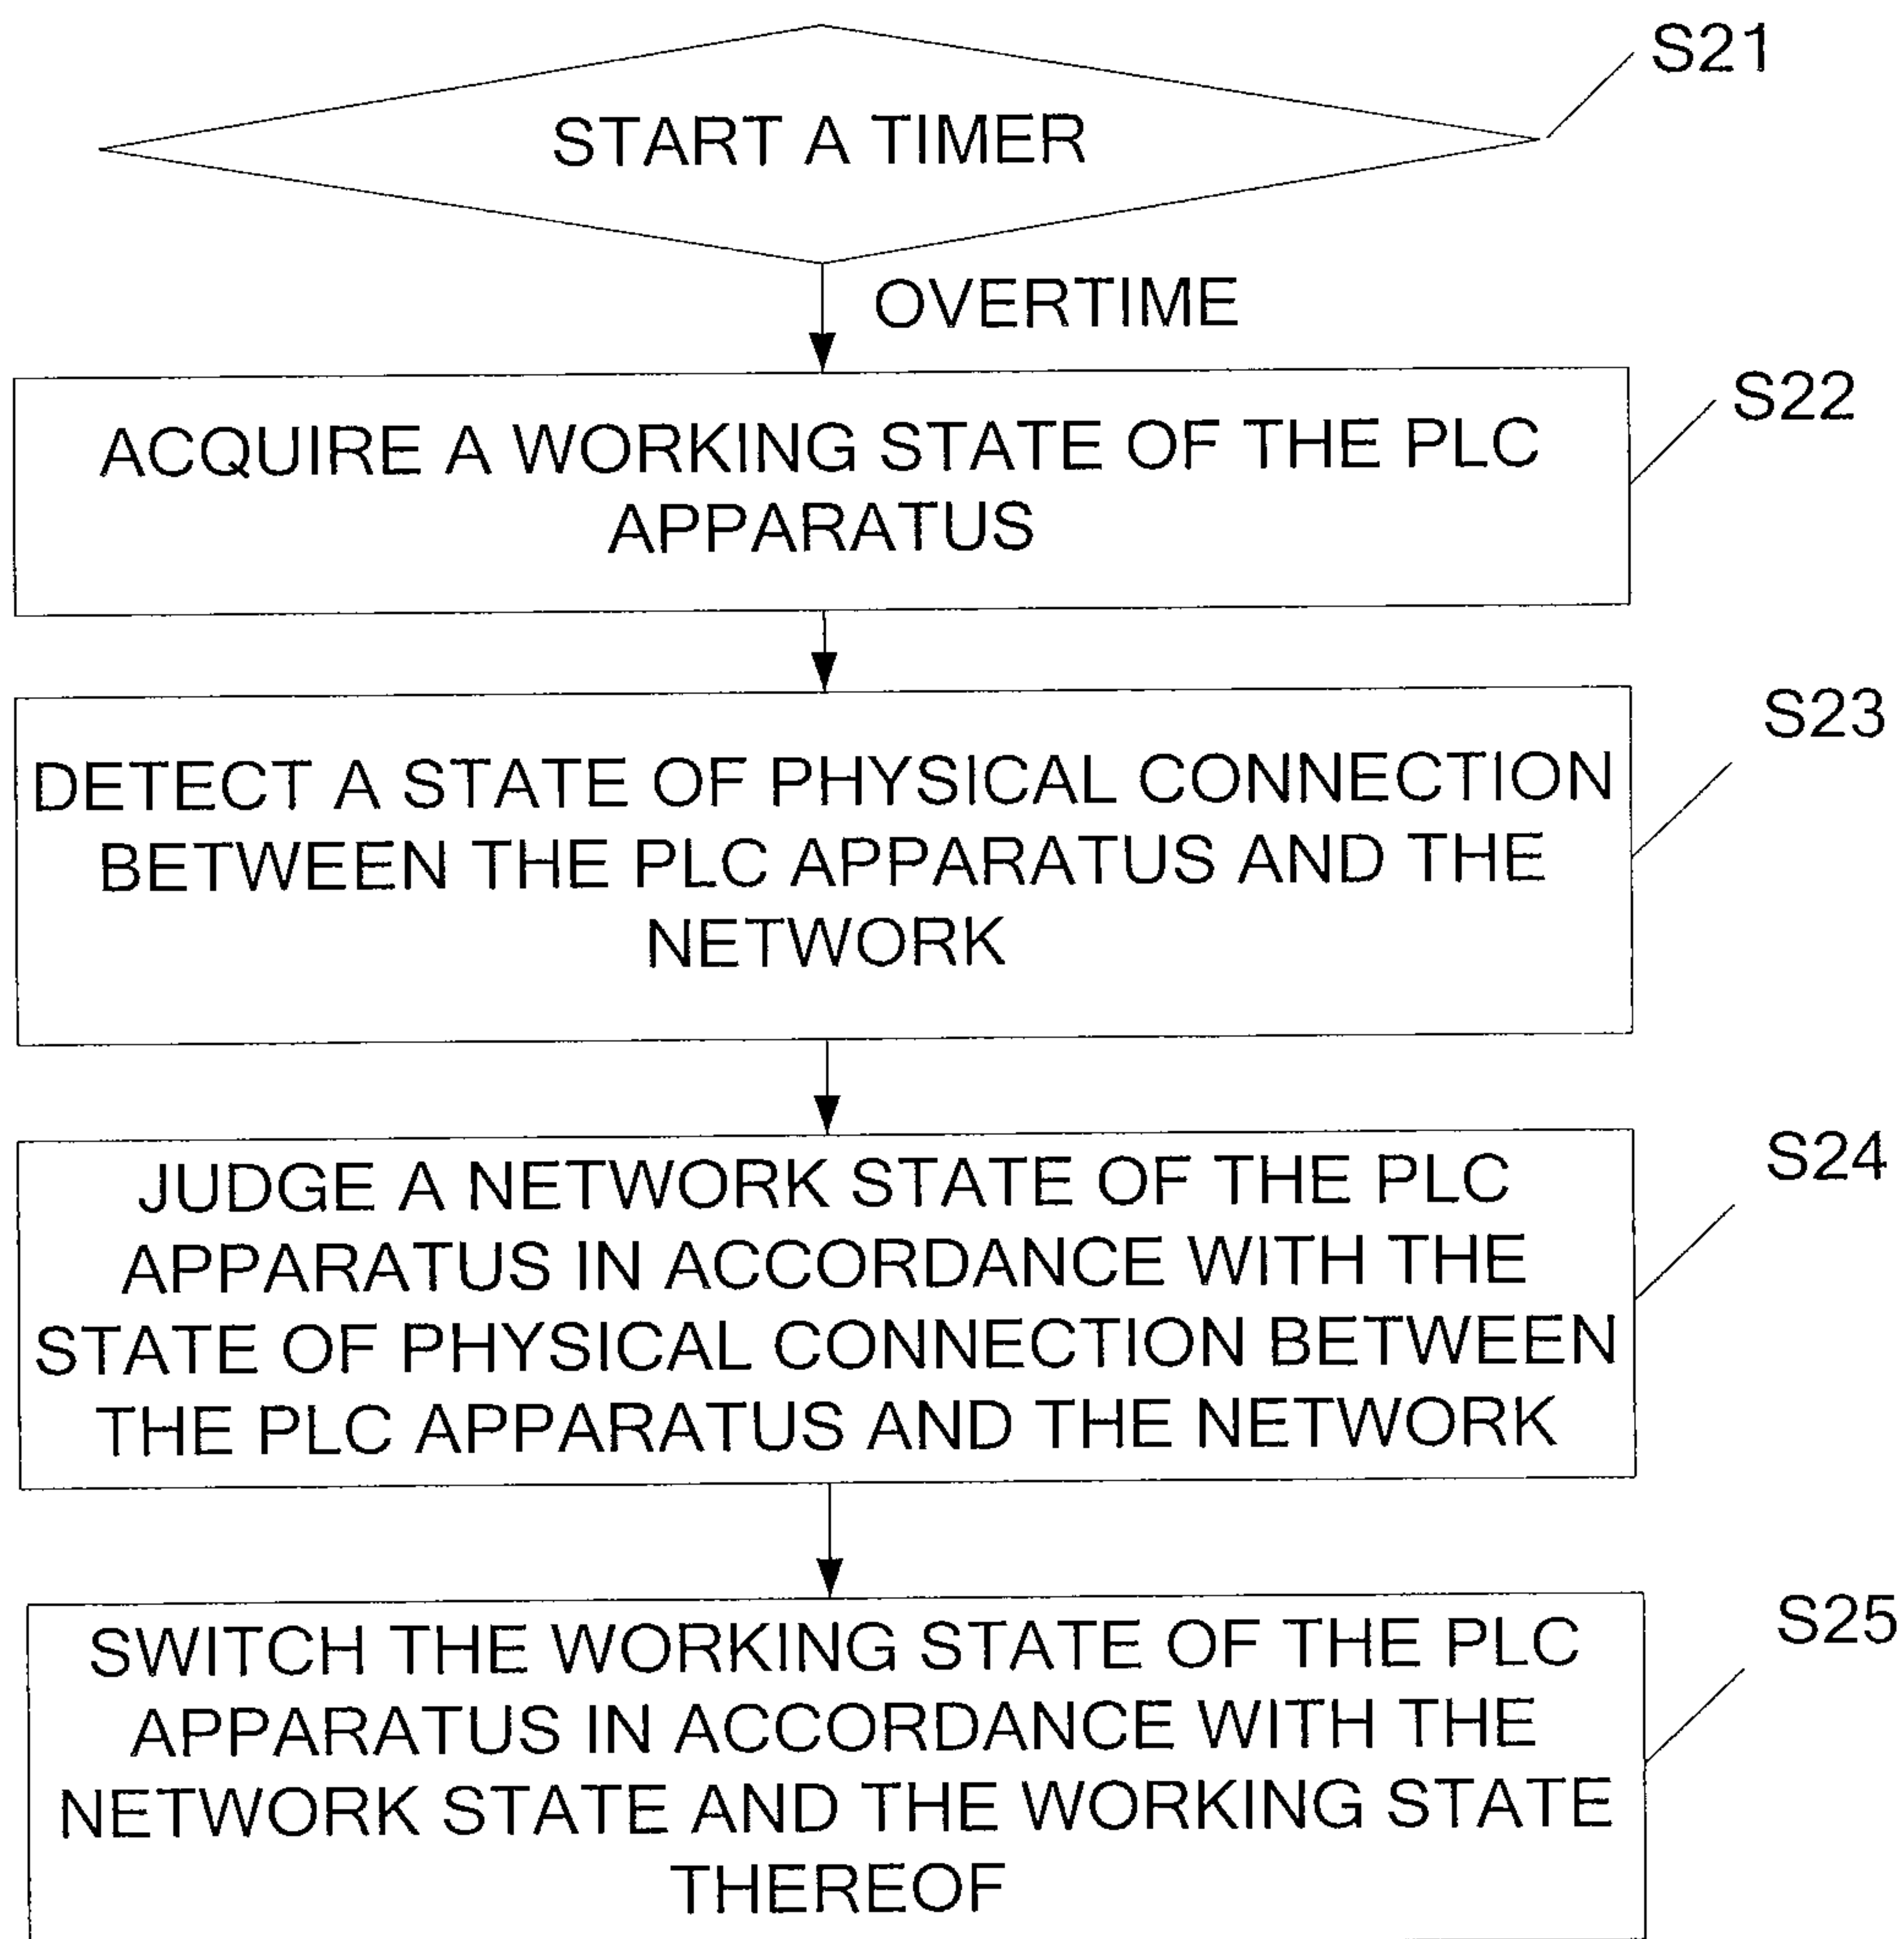 S21
START A TIMER
OVERTIME
S22
ACQUIRE A WORKING STATE OF THE PLC
APPARATUS
S23
DETECT A STATE OF PHYSICAL CONNECTION
BETWEEN THE PLC APPARATUS AND THE
NETWORK
S24
JUDGE A NETWORK STATE OF THE PLC
APPARATUS IN ACCORDANCE WITH THE
STATE OF PHYSICAL CONNECTION BETWEEN
THE PLC APPARATUS AND THE NETWORK
S25
SWITCH THE WORKING STATE OF THE PLC
APPARATUS IN ACCORDANCE WITH THE
NETWORK STATE AND THE WORKING STATE
THEREOF